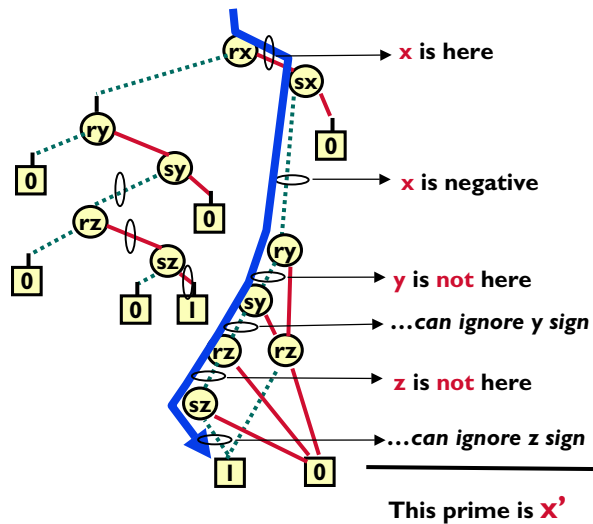 rx
x is here
sx
ry
0
0
sy
x is negative
0
rz
ry
sz
y is not here
0
0
1
sy
...can ignore y sign
rz
rz
z is not here
sz
...can ignore z sign
1
0
This prime is x'